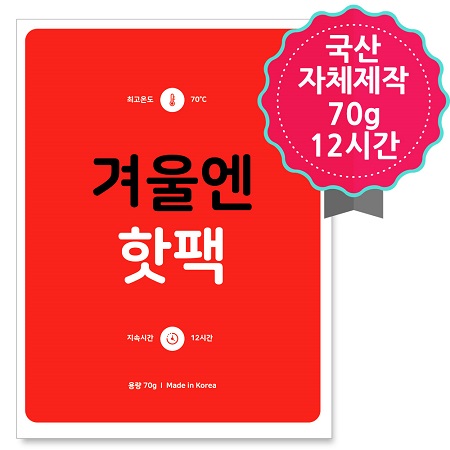 국산
자체제작
70g
12시간
최고온도 70℃
겨울엔
핫팩
지속시간 12시간
용량 70g | Made in Korea